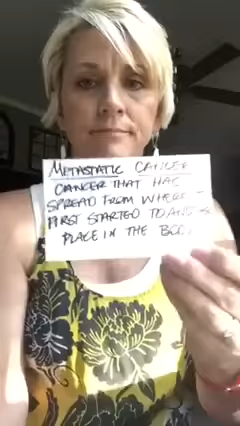 METASTATIC CANCER
CANCER THAT HAS
SPREAD FROM WHERE
FIRST STARTED TO
PLACE IN THE